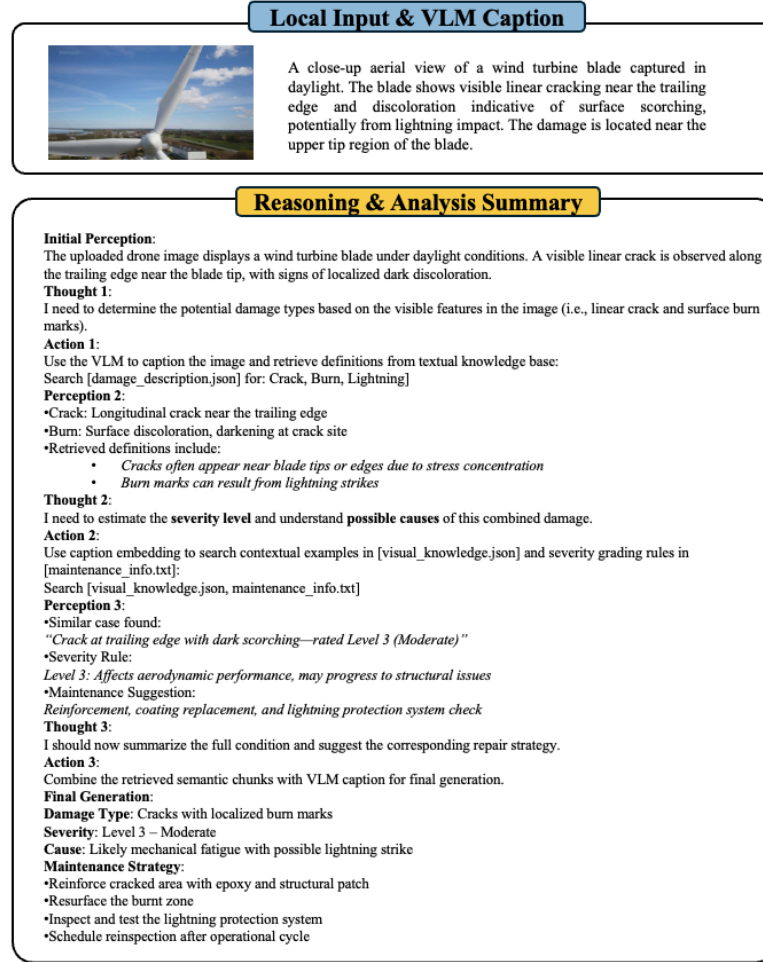 Local Input & VLM Caption
A close-up aerial view of a wind turbine blade captured in
daylight. The blade shows visible linear cracking near the trailing
edge and discoloration indicative of surface scorching,
potentially from lightning impact. The damage is located near the
upper tip region of the blade.
Reasoning & Analysis Summary
Initial Perception:
The uploaded drone image displays a wind turbine blade under daylight conditions. A visible linear crack is observed along
the trailing edge near the blade tip, with signs of localized dark discoloration.
Thought 1:
I need to determine the potential damage types based on the visible features in the image (i.e., linear crack and surface burn
marks).
Action 1:
Use the VLM to caption the image and retrieve definitions from textual knowledge base:
Search [damage_description.json] for: Crack, Burn, Lightning]
Perception 2:
•Crack: Longitudinal crack near the trailing edge
•Burn: Surface discoloration, darkening at crack site
•Retrieved definitions include:
• Cracks often appear near blade tips or edges due to stress concentration
• Burn marks can result from lightning strikes
Thought 2:
I need to estimate the severity level and understand possible causes of this combined damage.
Action 2:
Use caption embedding to search contextual examples in [visual_knowledge.json] and severity grading rules in
[maintenance_info.txt]:
Search [visual_knowledge.json, maintenance_info.txt]
Perception 3:
•Similar case found:
“Crack at trailing edge with dark scorching—rated Level 3 (Moderate)”
•Severity Rule:
Level 3: Affects aerodynamic performance, may progress to structural issues
•Maintenance Suggestion:
Reinforcement, coating replacement, and lightning protection system check
Thought 3:
I should now summarize the full condition and suggest the corresponding repair strategy.
Action 3:
Combine the retrieved semantic chunks with VLM caption for final generation.
Final Generation:
Damage Type: Cracks with localized burn marks
Severity: Level 3 – Moderate
Cause: Likely mechanical fatigue with possible lightning strike
Maintenance Strategy:
•Reinforce cracked area with epoxy and structural patch
•Resurface the burnt zone
•Inspect and test the lightning protection system
•Schedule reinspection after operational cycle